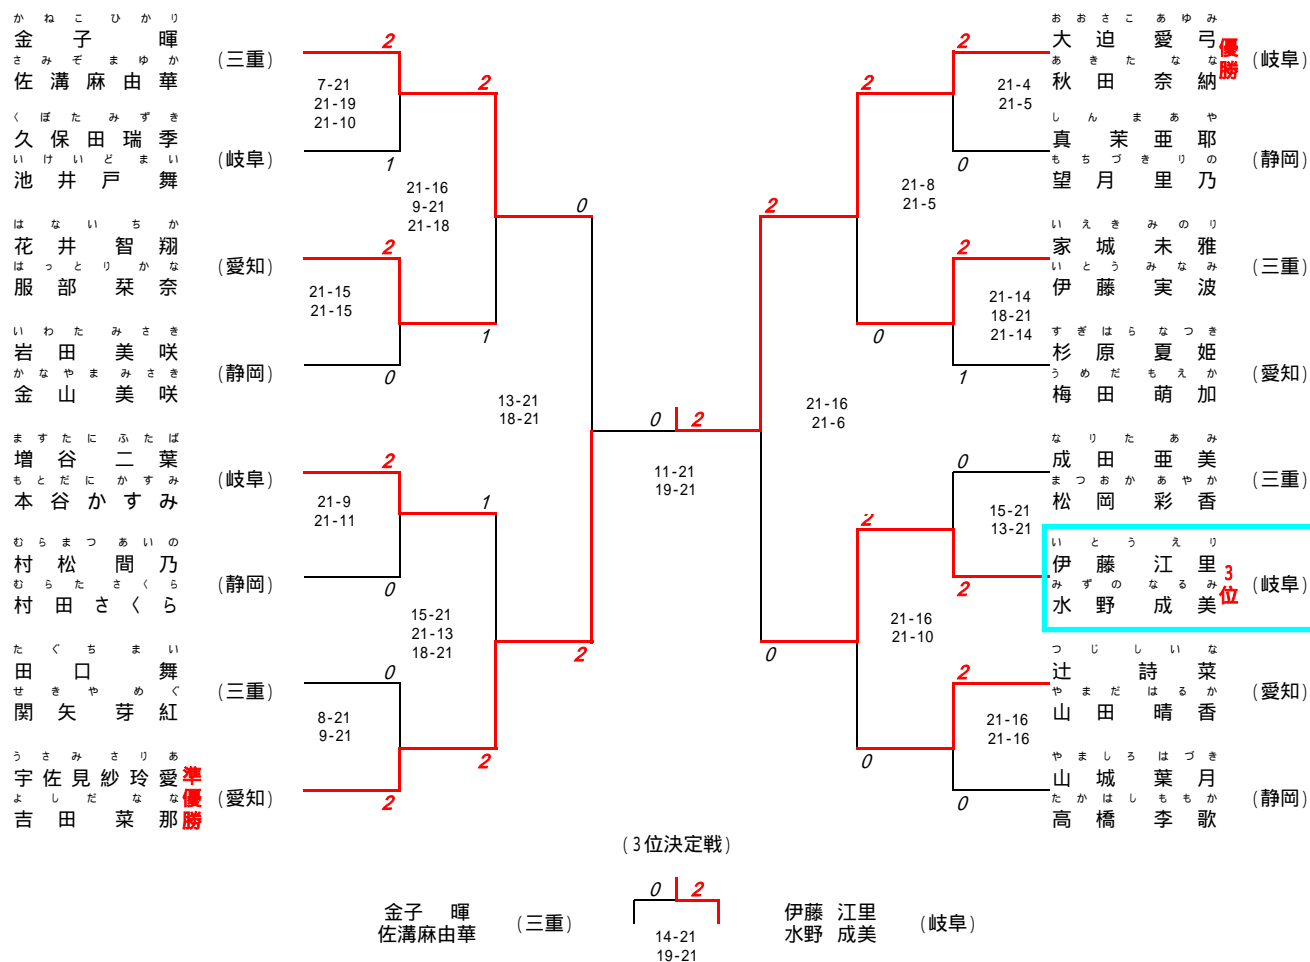 かねこ ひかり
金子 暉
さみぞ まゆか
佐溝麻由華
(三重)
くぼた みずき
久保田瑞季
いけいど まい
池井戸 舞
(岐阜)
はない ちか
花井 智翔
はっとり かな
服部 栞奈
(愛知)
いわた みさき
岩田 美咲
かなやま みさき
金山 美咲
(静岡)
ますたに ふたば
増谷 二葉
もとだに かすみ
本谷かすみ
(岐阜)
むらまつ あいの
村松 間乃
むらた さくら
村田さくら
(静岡)
たぐち まい
田口 舞
せきや めぐ
関矢 芽紅
(三重)
うさみ さりあ
宇佐見紗玲愛
よしだ なな
吉田 菜那
準優勝
(愛知)
2
7-21
21-19
21-10
1
2
21-15
21-15
0
2
21-9
21-11
0
0
8-21
9-21
2
2
21-16
9-21
21-18
1
1
15-21
21-13
18-21
2
0
13-21
18-21
2
0
2
11-21
19-21
2
21-16
21-6
0
2
21-8
21-5
0
2
21-16
21-10
0
2
21-4
21-5
0
2
21-14
18-21
21-14
1
0
15-21
13-21
2
2
21-16
21-16
0
おおさこ あゆみ
大迫 愛弓
あきた なな
秋田 奈納
優勝
(岐阜)
しんま あや
真茉亜耶
もちづき りの
望月 里乃
(静岡)
いえき みのり
家城 未雅
いとう みなみ
伊藤 実波
(三重)
すぎはら なつき
杉原 夏姫
うめだ もえか
梅田 萌加
(愛知)
なりた あみ
成田 亜美
まつおか あやか
松岡 彩香
(三重)
いとう えり
伊藤 江里
みずの なるみ
水野 成美
3位
(岐阜)
つじ しいな
辻 詩菜
やまだ はるか
山田 晴香
(愛知)
やましろ はづき
山城 葉月
たかはし ももか
高橋 李歌
(静岡)
(3位決定戦)
金子 暉
佐溝麻由華
(三重)
0
2
14-21
19-21
伊藤 江里
水野 成美
(岐阜)